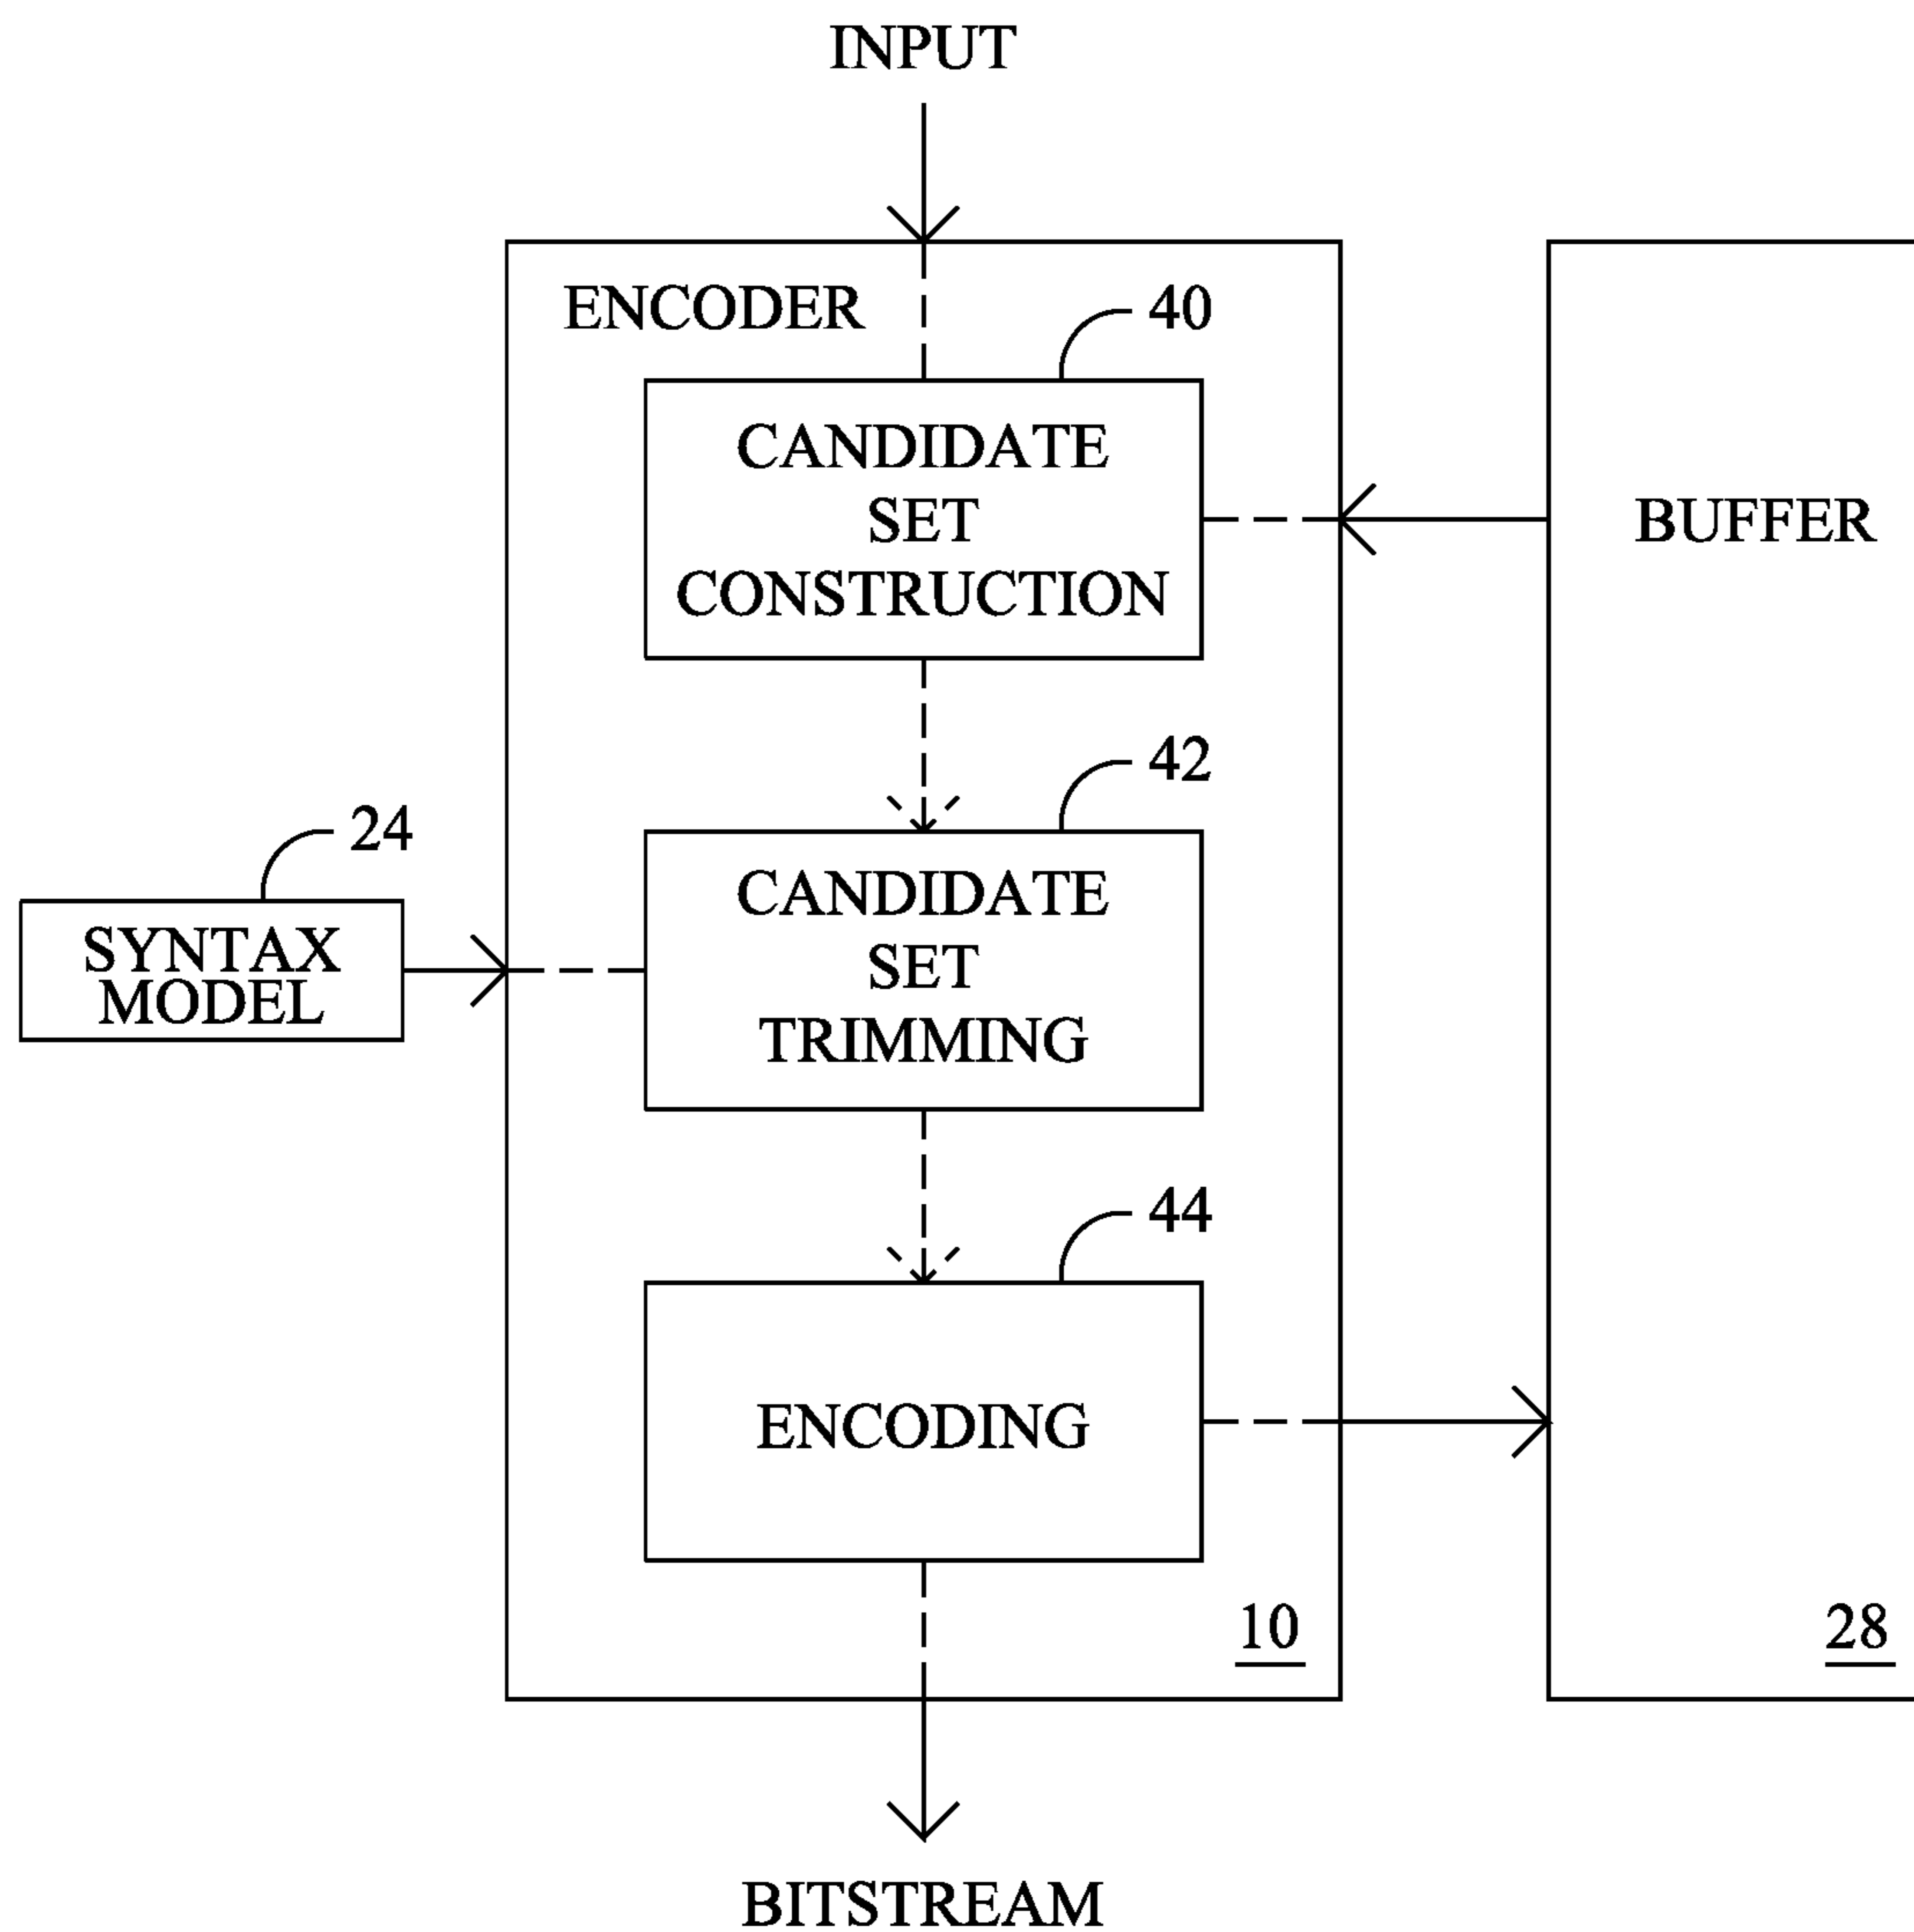 INPUT
ENCODER
40
CANDIDATE
SET
CONSTRUCTION
BUFFER
42
24
SYNTAX
MODEL
CANDIDATE
SET
TRIMMING
44
ENCODING
10
28
BITSTREAM